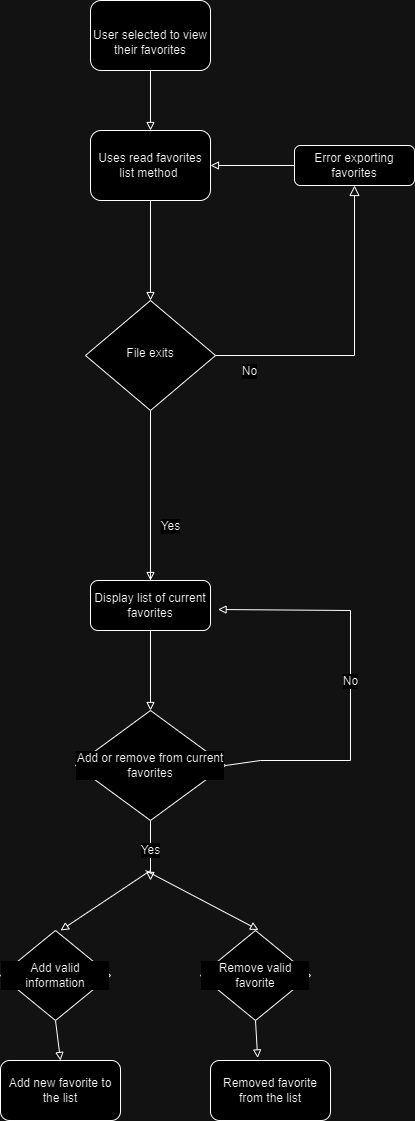 User selected to view
their favorites
Uses read favorites
list method
Error exporting
favorites
File exits
No
Yes
Display list of current
favorites
No
Add or remove from current
favorites
Yes
Add valid
information
Remove valid
favorite
Add new favorite to
the list
Removed favorite
from the list